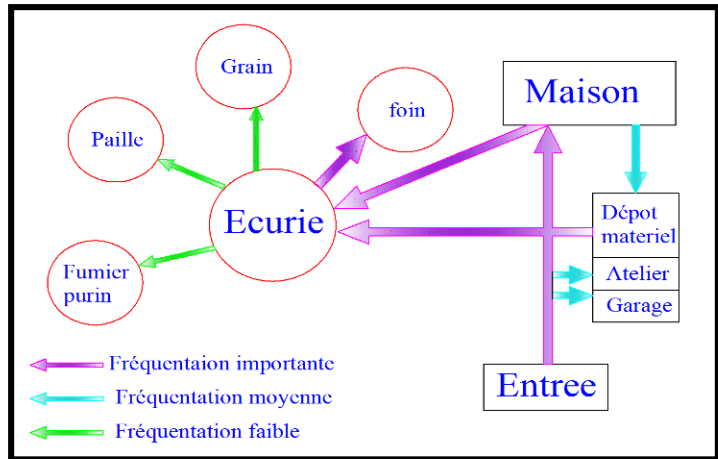 Grain
foin
Maison
Paille
Ecurie
Dépot
materiel
Fumier
purin
Atelier
Garage
Fréquentaion importante
Entree
Fréquentation moyenne
Fréquentation faible